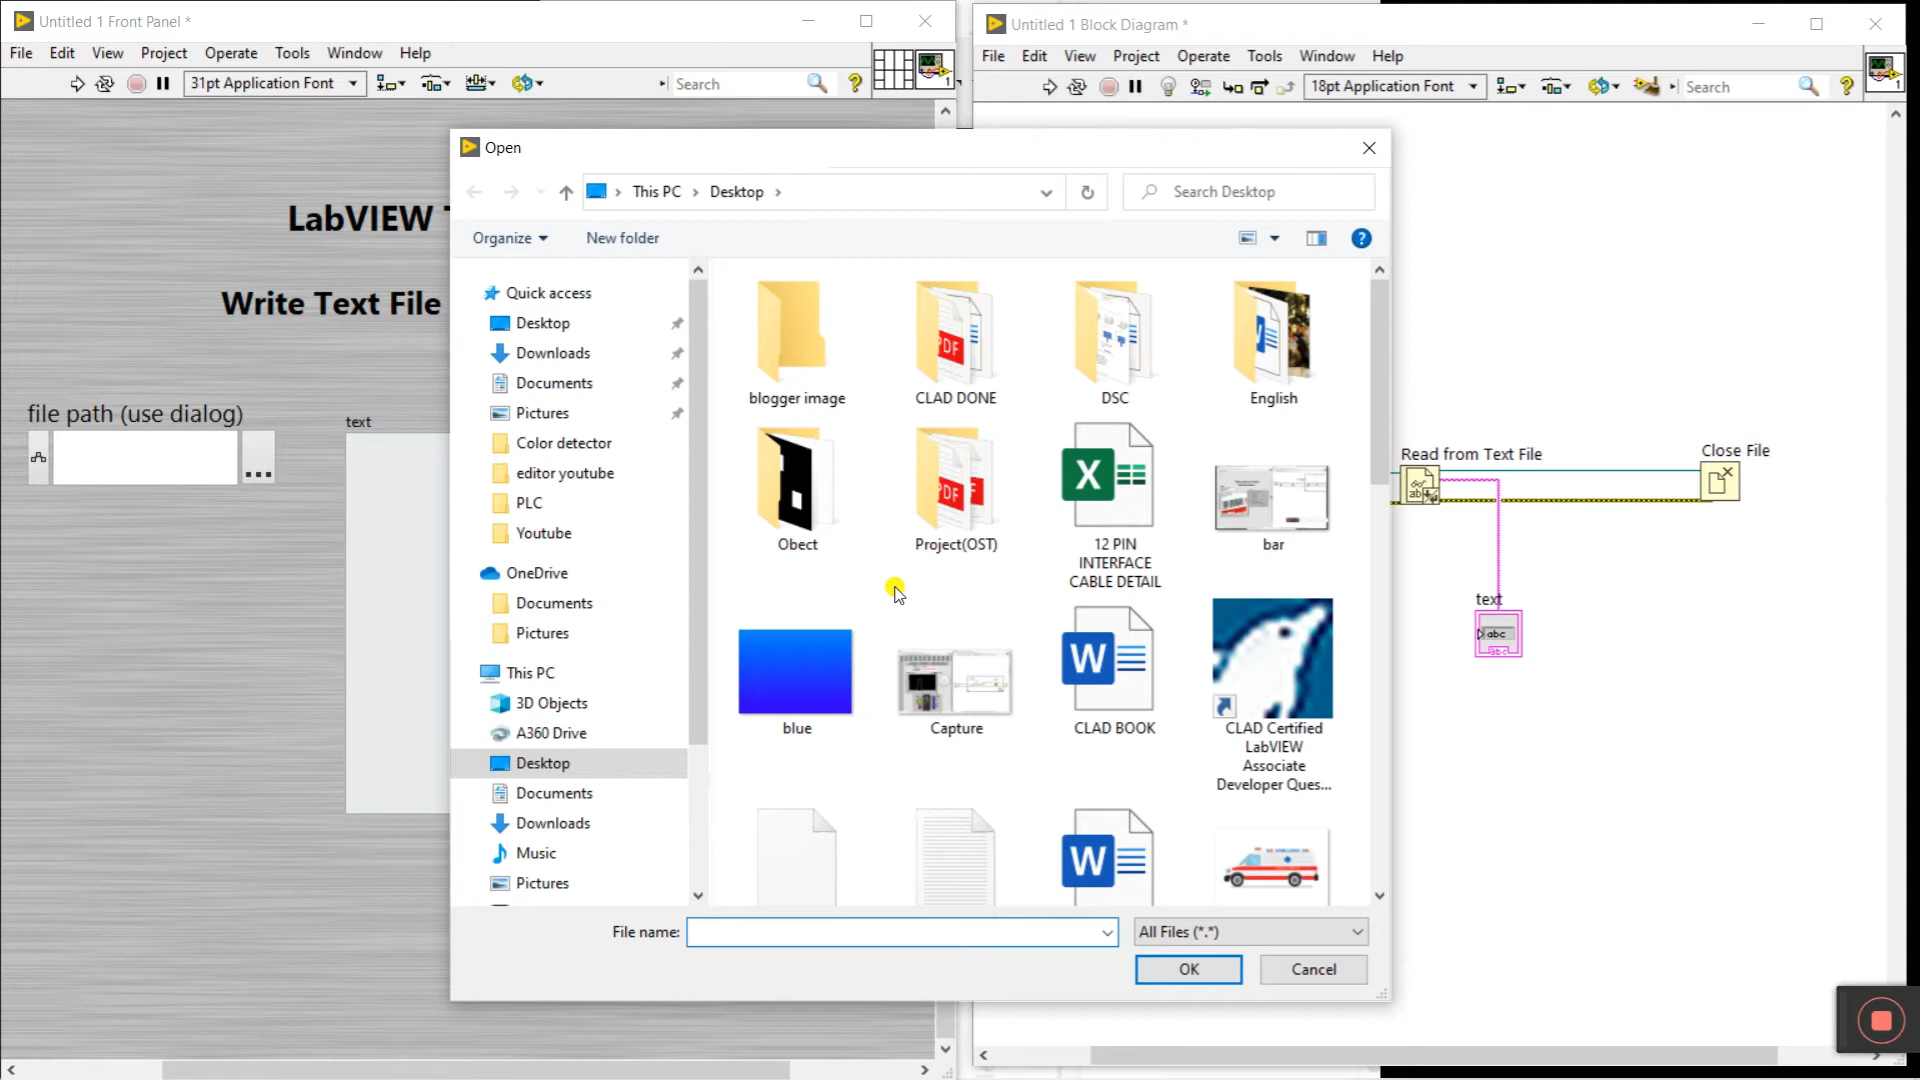 Untitled 1 Front Panel *
File Edit View Project Operate Tools Window Help
31pt Application Font
Search
LabVIEW
Write Text File
file path (use dialog)
text
Untitled 1 Block Diagram *
File Edit View Project Operate Tools Window Help
18pt Application Font
Search
Read from Text File
Close File
text
abc
Open
This PC
Desktop
Search Desktop
Organize
New folder
Quick access
Desktop
Downloads
Documents
Pictures
Color detector
editor youtube
PLC
Youtube
OneDrive
Documents
Pictures
This PC
3D Objects
A360 Drive
Desktop
Documents
Downloads
Music
Pictures
blogger image
CLAD DONE
DSC
English
Obect
Project(OST)
12 PIN
INTERFACE
CABLE DETAIL
bar
blue
Capture
CLAD BOOK
CLAD Certified
LabVIEW
Associate
Developer Ques...
File name:
All Files (*.*)
OK
Cancel